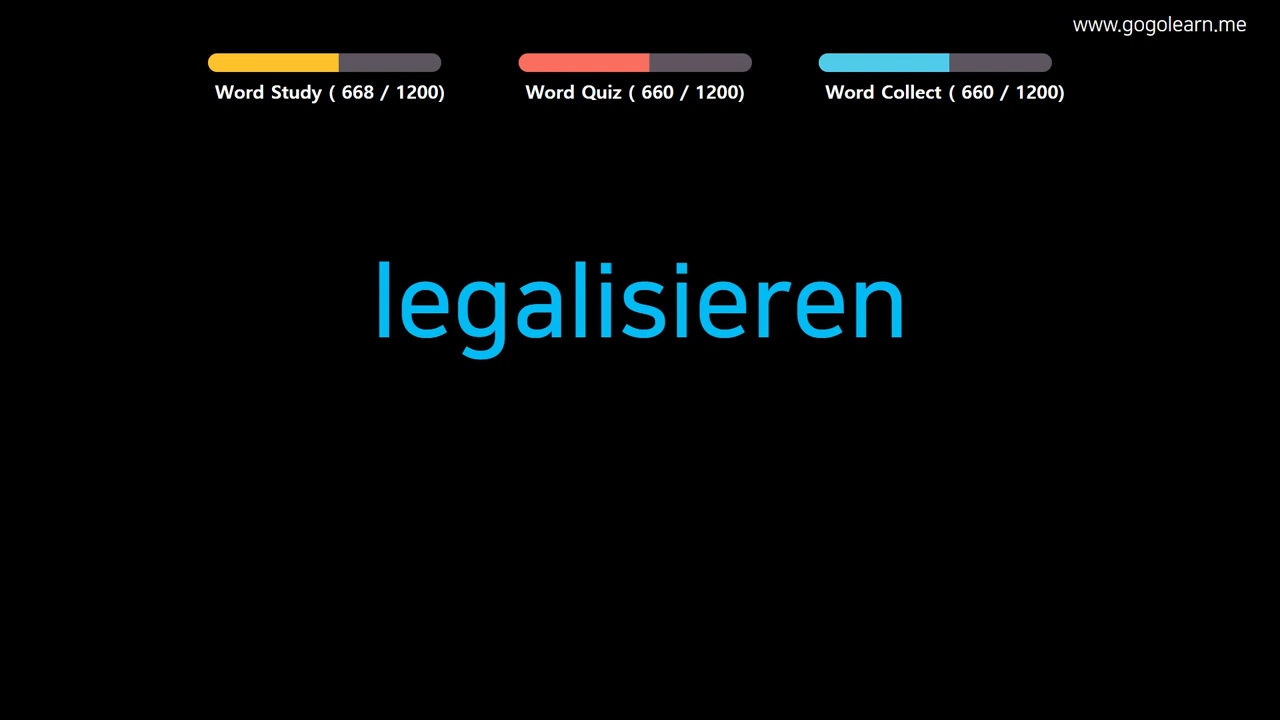 www.gogolearn.me
Word Study ( 668 / 1200)
Word Quiz ( 660 / 1200)
Word Collect ( 660 / 1200)
legalisieren